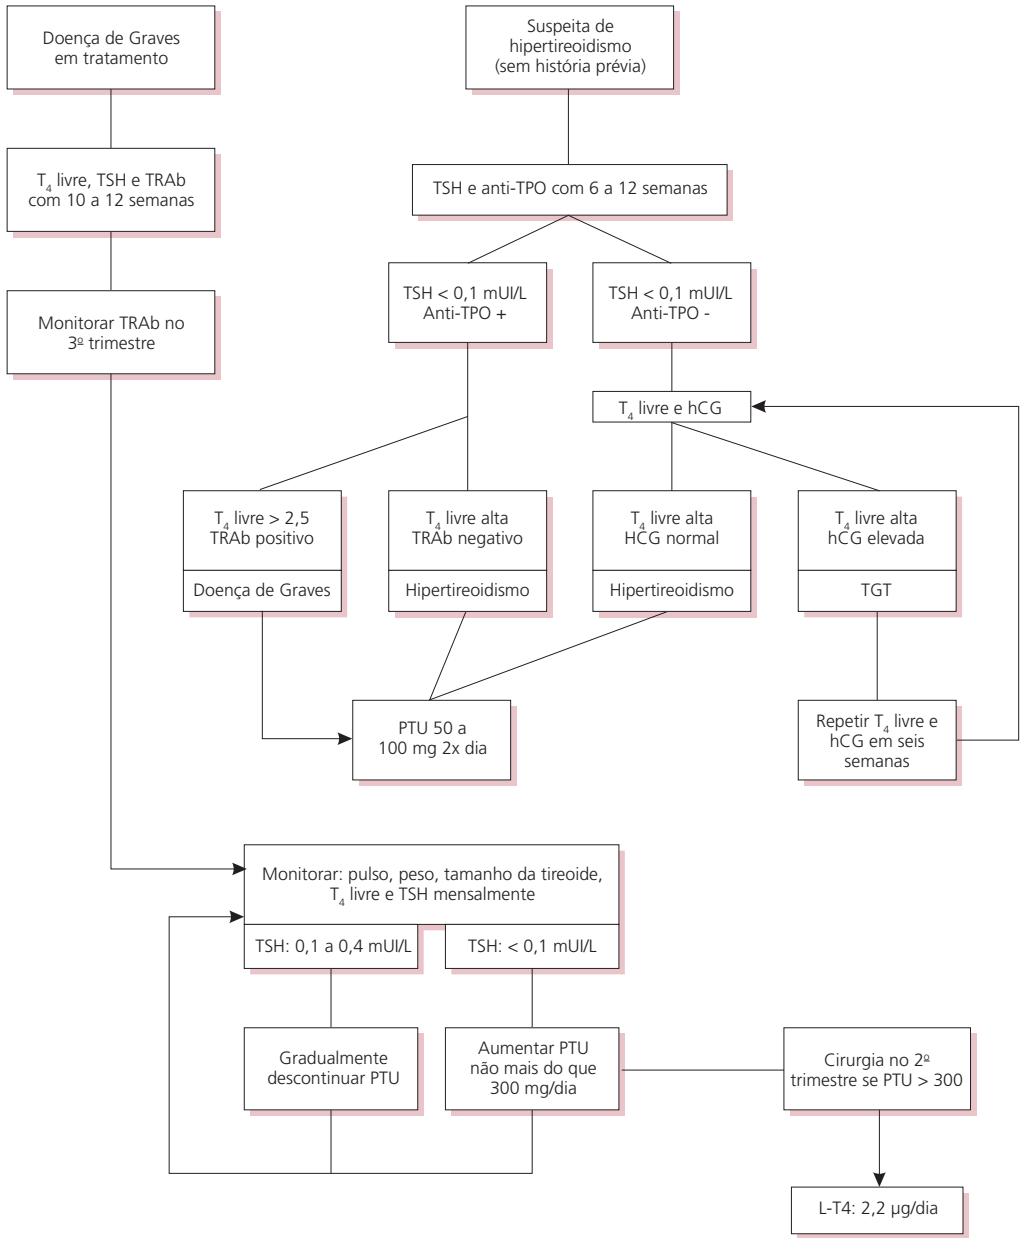 Doença de Graves
em tratamento
T₄ livre, TSH e TRAb
com 10 a 12 semanas
Monitorar TRAb no
3º trimestre
Suspeita de
hipertireoidismo
(sem história prévia)
TSH e anti-TPO com 6 a 12 semanas
TSH < 0,1 mUI/L
Anti-TPO +
TSH < 0,1 mUI/L
Anti-TPO -
T₄ livre e hCG
T₄ livre > 2,5
TRAb positivo
Doença de Graves
T₄ livre alta
TRAb negativo
Hipertireoidismo
T₄ livre alta
HCG normal
Hipertireoidismo
T₄ livre alta
hCG elevada
TGT
PTU 50 a
100 mg 2x dia
Repetir T₄ livre e
hCG em seis
semanas
Monitorar: pulso, peso, tamanho da tireoide,
T₄ livre e TSH mensalmente
TSH: 0,1 a 0,4 mUI/L
TSH: < 0,1 mUI/L
Gradualmente
descontinuar PTU
Aumentar PTU
não mais do que
300 mg/dia
Cirurgia no 2º
trimestre se PTU > 300
L-T4: 2,2 µg/dia